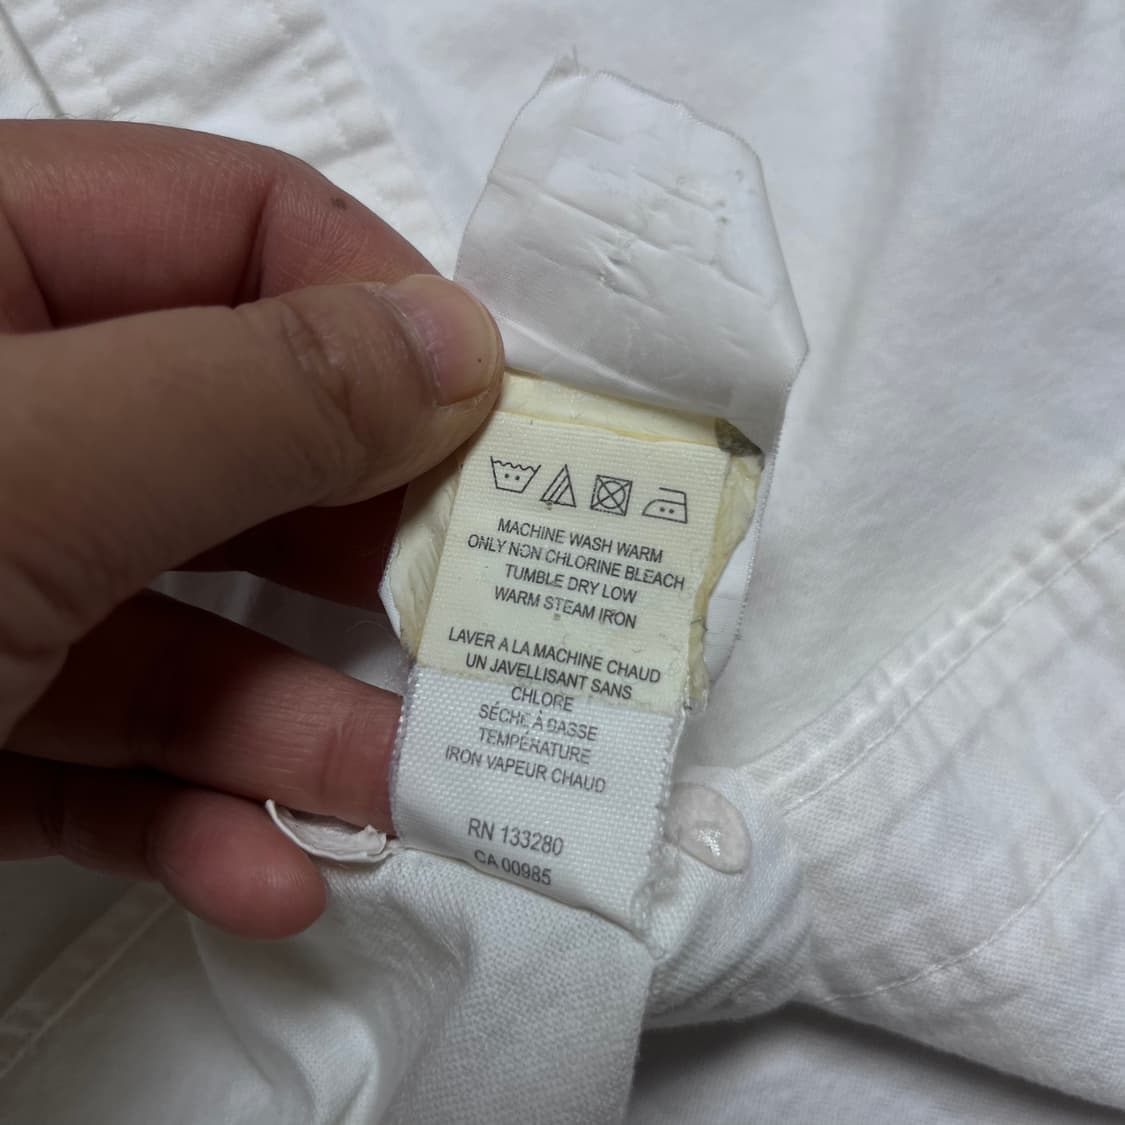 MACHINE WASH WARM
ONLY NON CHLORINE BLEACH
TUMBLE DRY LOW
WARM STEAM IRON
LAVER A LA MACHINE CHAUD
UN JAVELLISANT SANS
CHLORE
SÉCHE À BASSE
TEMPÉRATURE
IRON VAPEUR CHAUD
RN 133280
CA 00985